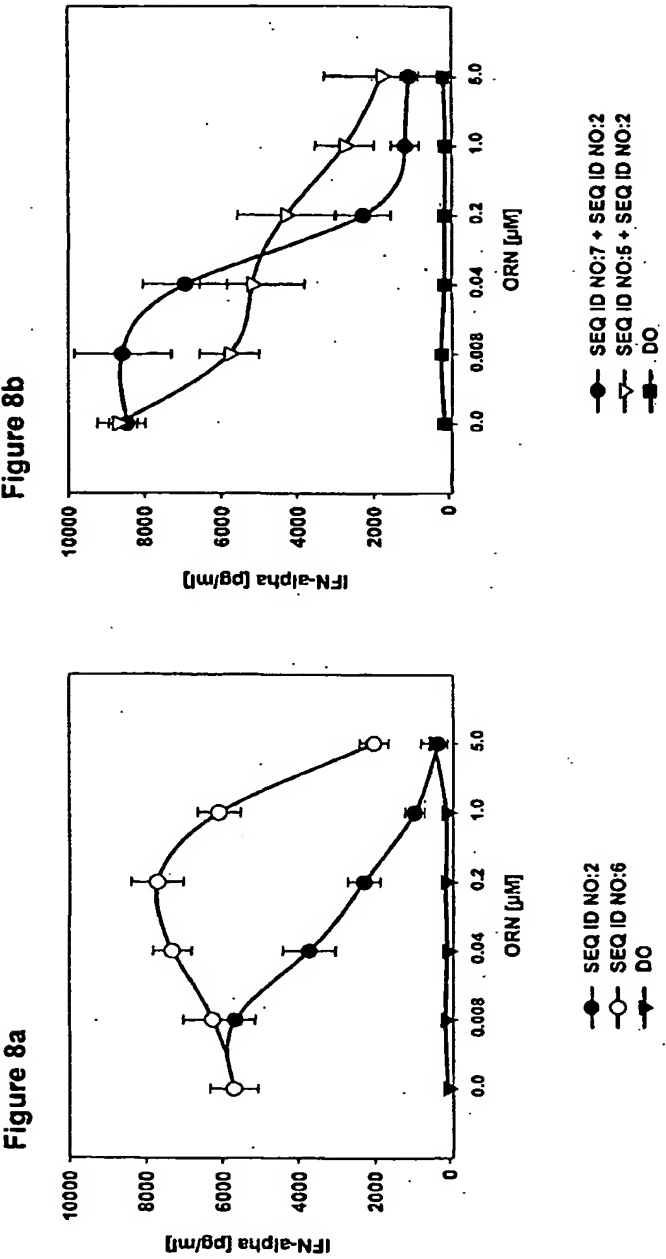 Figure 8a
10000
8000
6000
4000
2000
0
IFN-alpha [pg/ml]
0.0 0.008 0.04 0.2 1.0 5.0
ORN [µM]
SEQ ID NO:2
SEQ ID NO:6
DO
Figure 8b
10000
8000
6000
4000
2000
0
IFN-alpha [pg/ml]
0.0 0.008 0.04 0.2 1.0 5.0
ORN [µM]
SEQ ID NO:7 + SEQ ID NO:2
SEQ ID NO:5 + SEQ ID NO:2
DO